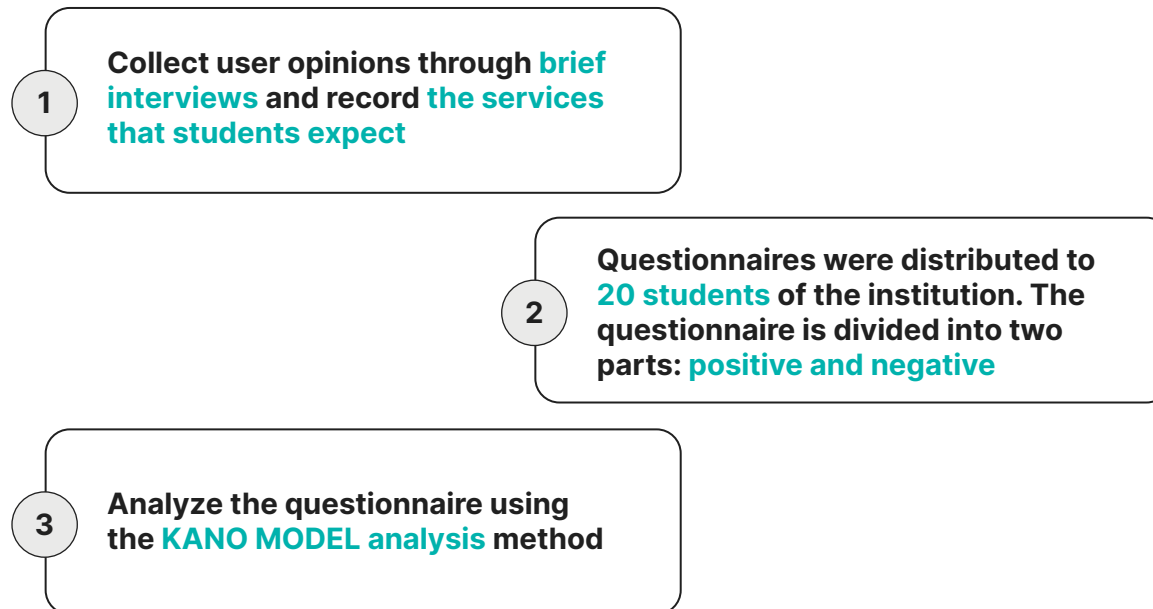 1
Collect user opinions through brief
interviews and record the services
that students expect
2
Questionnaires were distributed to
20 students of the institution. The
questionnaire is divided into two
parts: positive and negative
3
Analyze the questionnaire using
the KANO MODEL analysis method